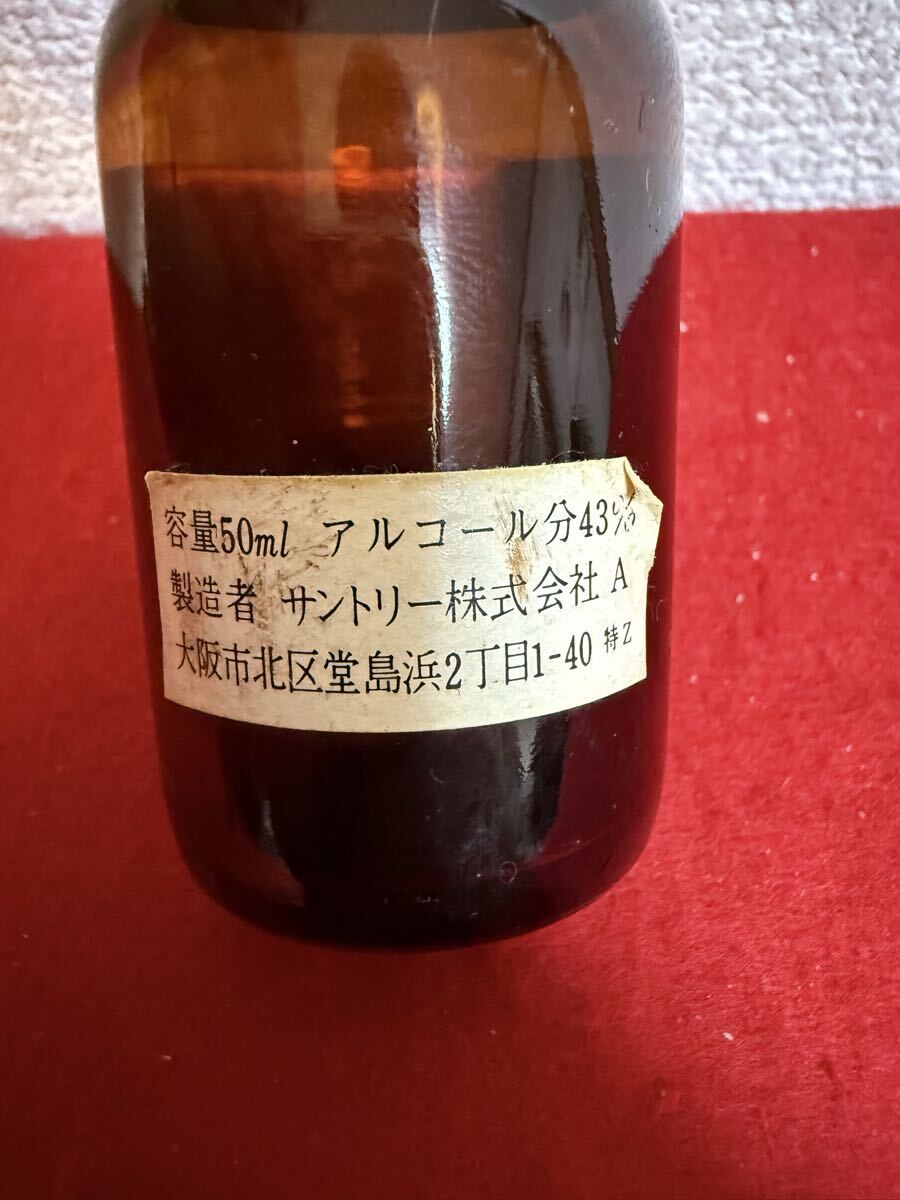 容量50ml アルコール分43%
製造者 サントリー株式会社 A
大阪市北区堂島浜2丁目1-40 特Z